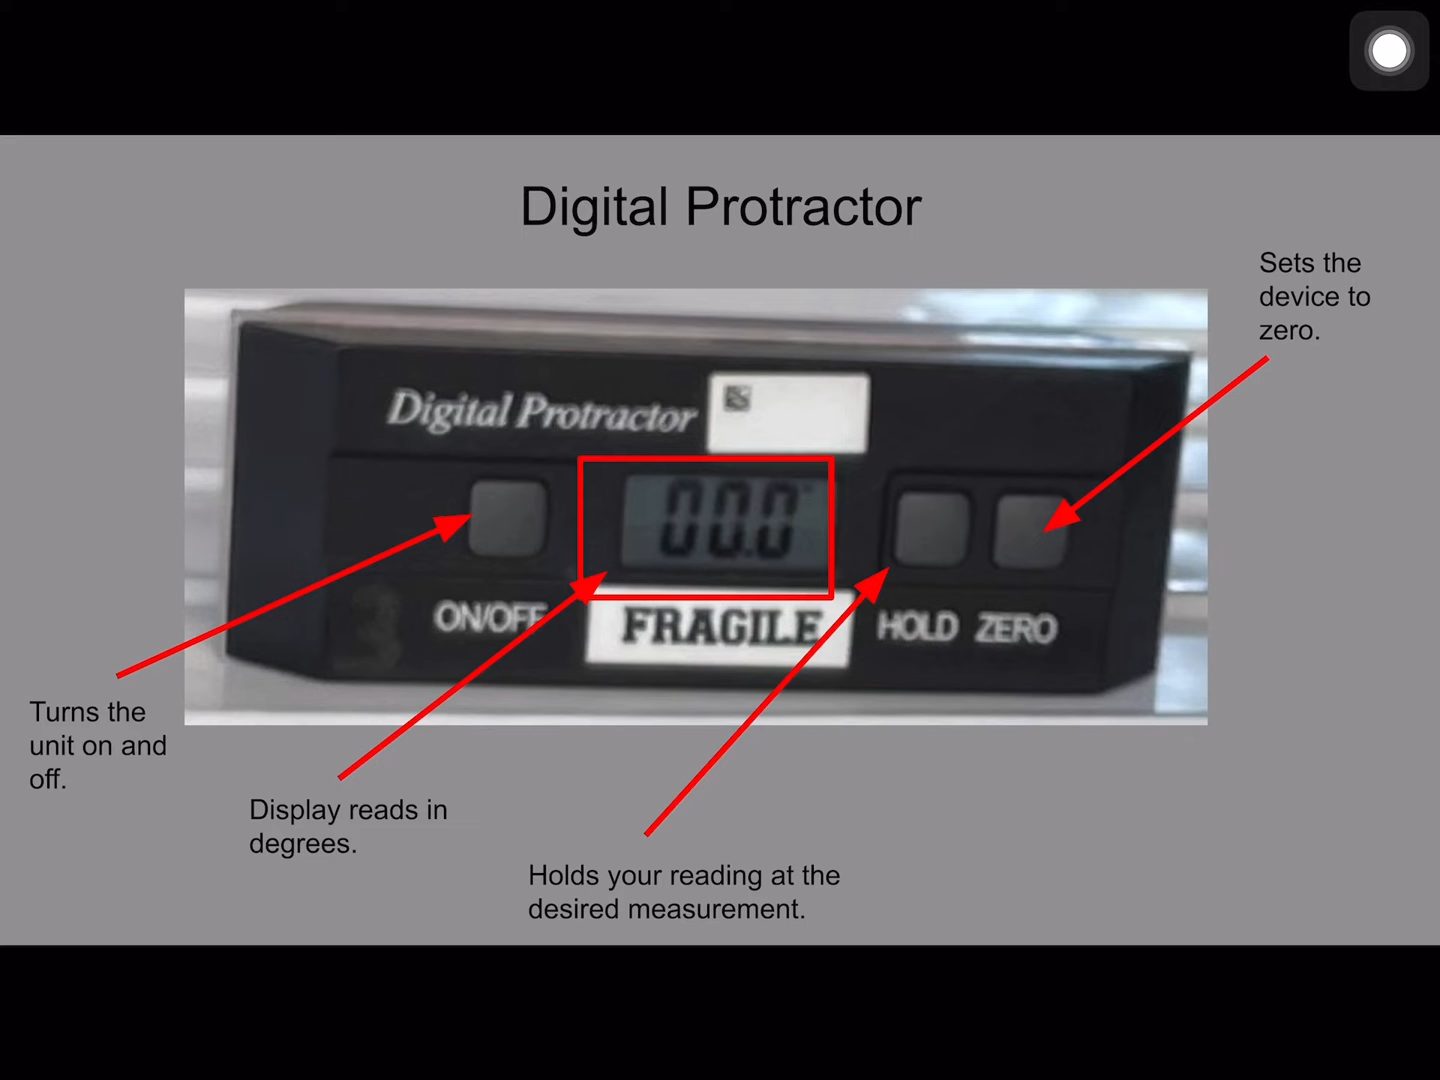 Digital Protractor
Sets the
device to
zero.
Digital Protractor
00.0
ON/OFF
FRAGILE
HOLD ZERO
Turns the
unit on and
off.
Display reads in
degrees.
Holds your reading at the
desired measurement.